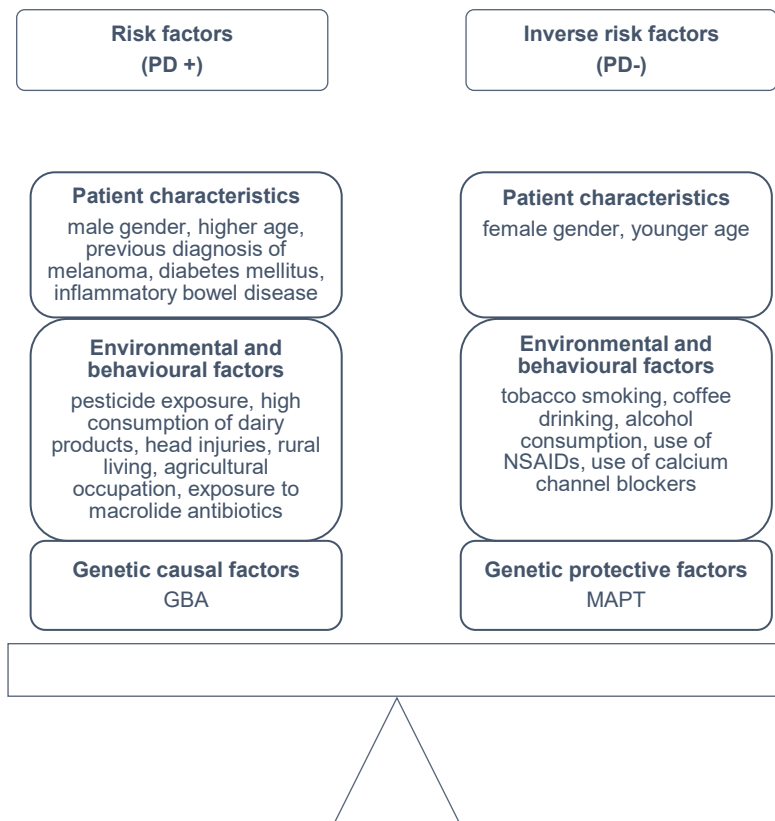 Risk factors
(PD +)
Inverse risk factors
(PD-)
Patient characteristics
male gender, higher age,
previous diagnosis of
melanoma, diabetes mellitus,
inflammatory bowel disease
Patient characteristics
female gender, younger age
Environmental and
behavioural factors
pesticide exposure, high
consumption of dairy
products, head injuries, rural
living, agricultural
occupation, exposure to
macrolide antibiotics
Environmental and
behavioural factors
tobacco smoking, coffee
drinking, alcohol
consumption, use of
NSAIDs, use of calcium
channel blockers
Genetic causal factors
GBA
Genetic protective factors
MAPT